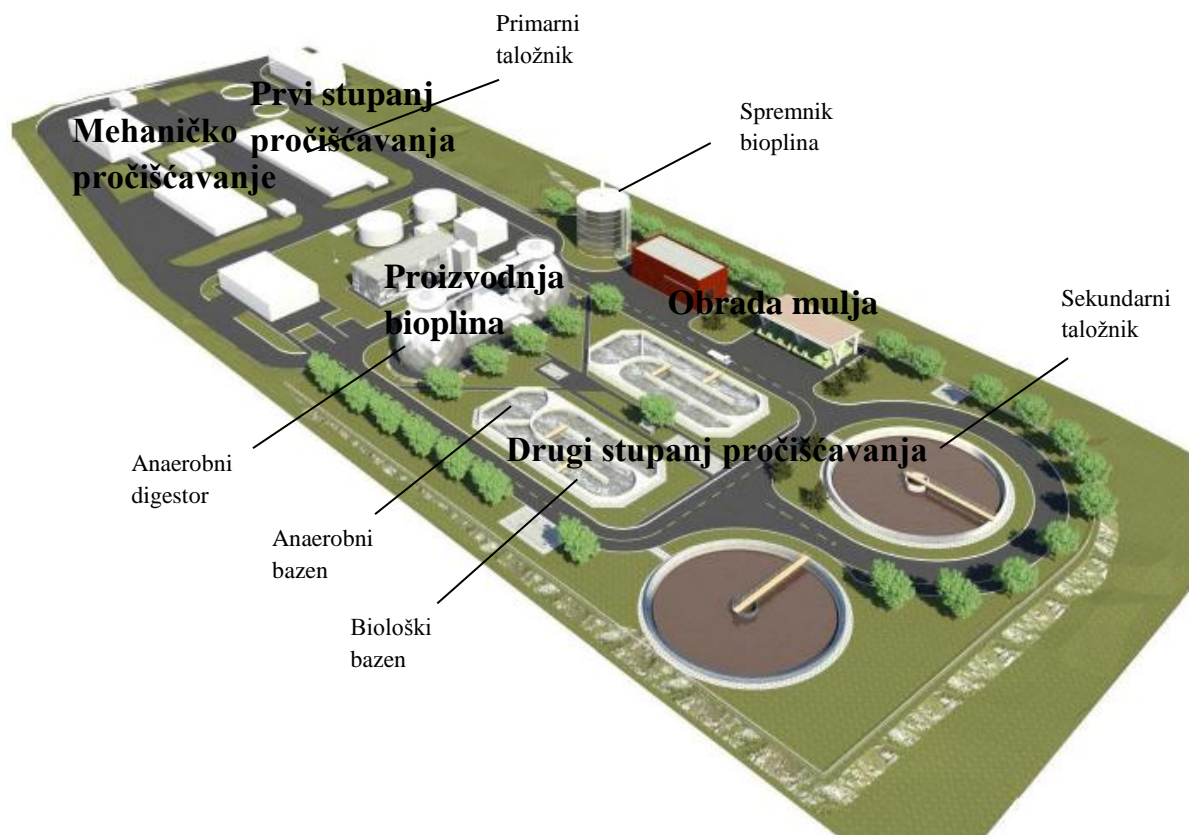 Primarni
taložnik
Prvi stupanj
pročišćavanja
Mehaničko
pročišćavanje
Spremnik
bioplina
Proizvodnja
bioplina
Obrada mulja
Sekundarni
taložnik
Drugi stupanj pročišćavanja
Anaerobni
digestor
Anaerobni
bazen
Biološki
bazen